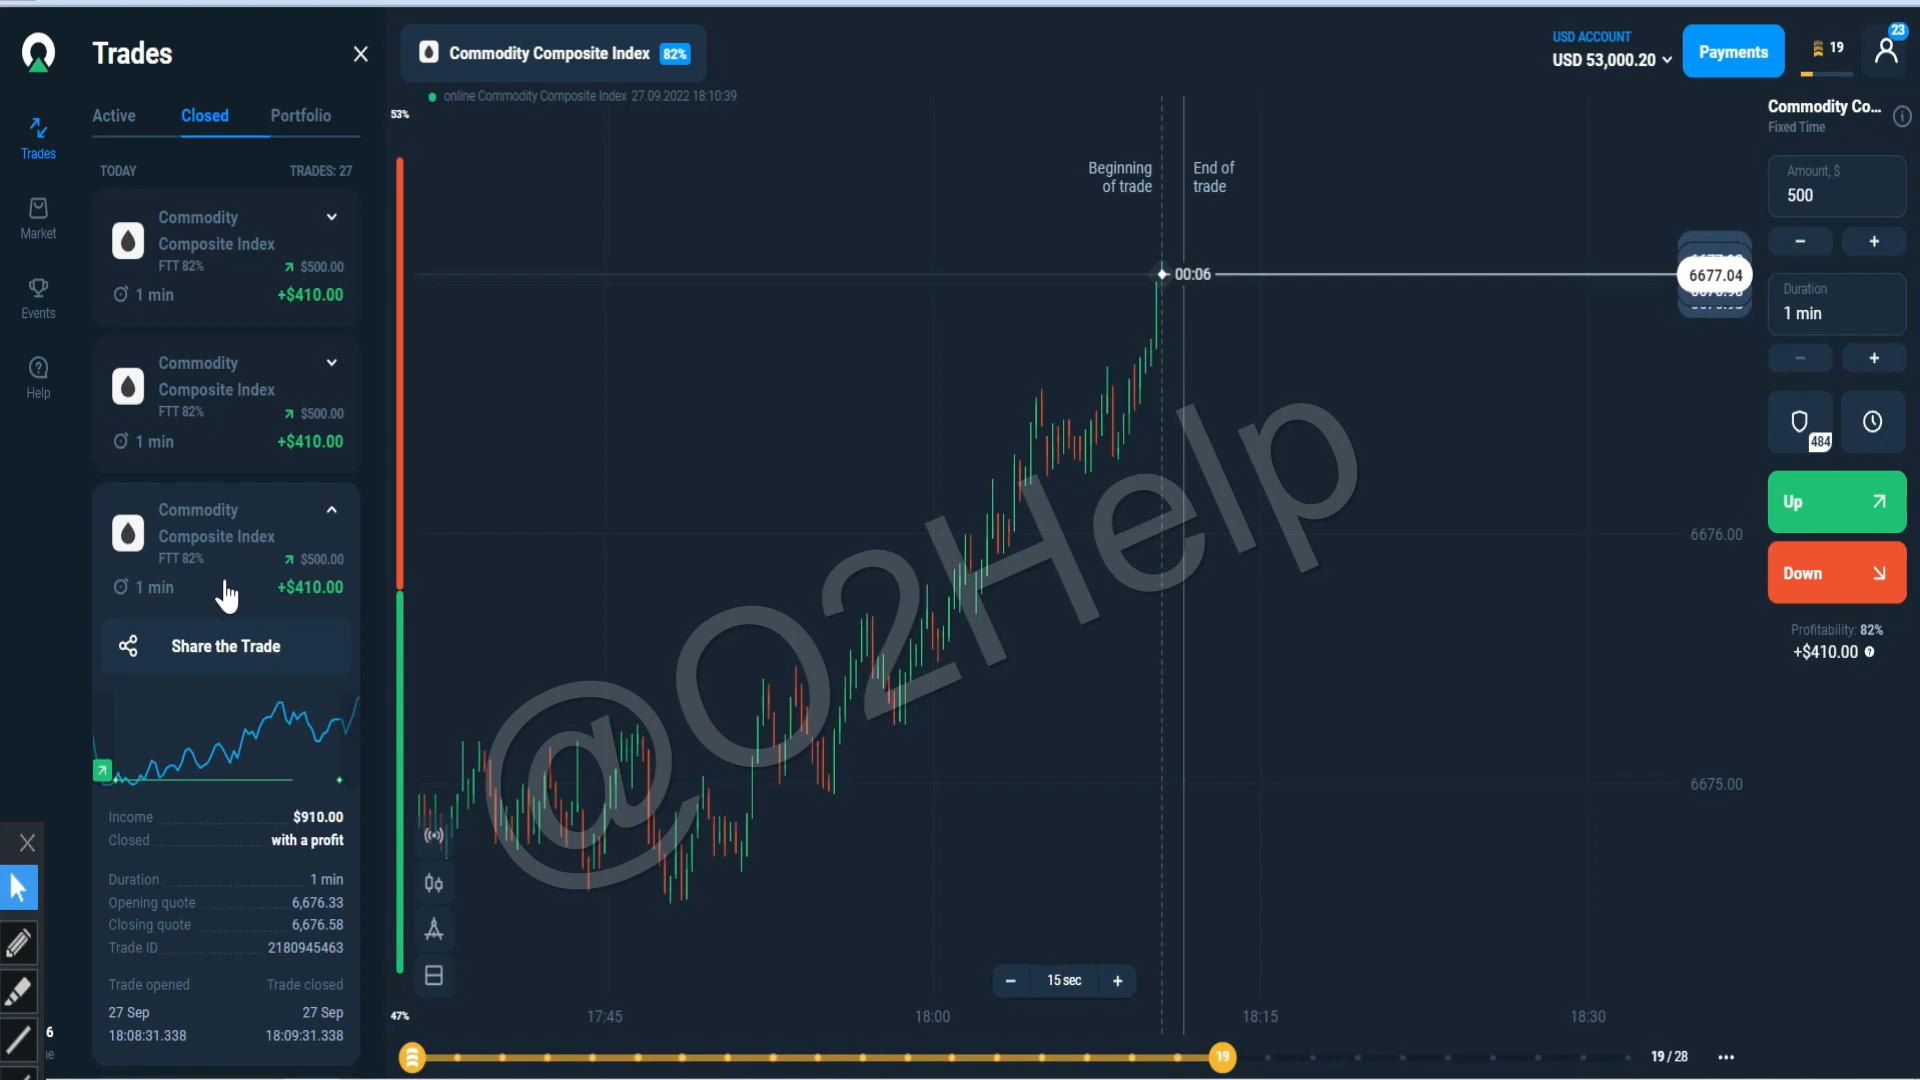 Trades
Active
Closed
Portfolio
TODAY
TRADES: 27
Commodity
Composite Index
FTT 82%
$500.00
1 min
+$410.00
Commodity
Composite Index
FTT 82%
$500.00
1 min
+$410.00
Commodity
Composite Index
FTT 82%
$500.00
1 min
+$410.00
Share the Trade
Income $910.00
Closed with a profit
Duration 1 min
Opening quote 6,676.33
Closing quote 6,676.58
Trade ID 2180945463
Trade opened Trade closed
27 Sep 27 Sep
18:08:31.338 18:09:31.338
Trades
Market
Events
Help
6
Commodity Composite Index 82%
online Commodity Composite Index 27.09.2022 18:10:39
53%
47%
Beginning
of trade
End of
trade
00:06
6677.04
6676.00
6675.00
@O2Help
15 sec
17:45
18:00
18:15
18:30
19
19 / 28
USD ACCOUNT
USD 53,000.20
Payments
19
23
Commodity Co...
Fixed Time
Amount, $
500
Duration
1 min
484
Up
Down
Profitability: 82%
+$410.00